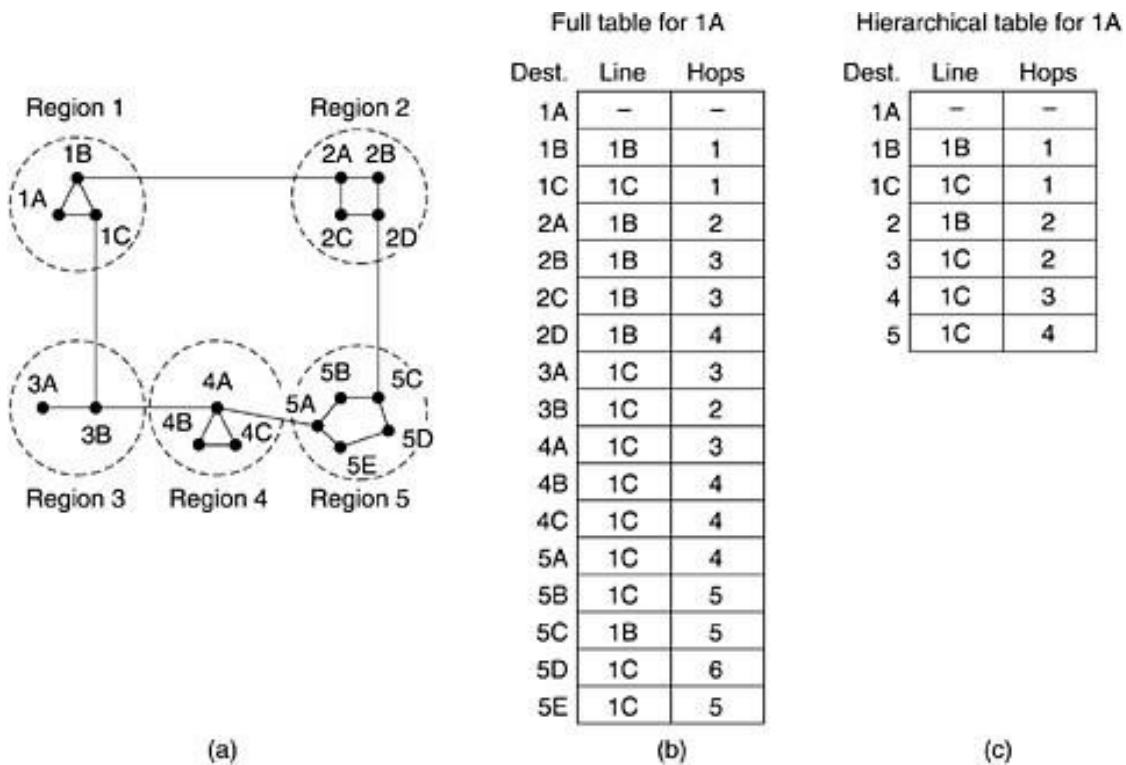 Full table for 1A
Hierarchical table for 1A
Region 1
Region 2
1B
1A
1C
2A 2B
2C 2D
3A
3B
4A
4B
4C
5B
5C
5A
5D
5E
Region 3
Region 4
Region 5
(a)
Dest. Line Hops
1A – –
1B 1B 1
1C 1C 1
2A 1B 2
2B 1B 3
2C 1B 3
2D 1B 4
3A 1C 3
3B 1C 2
4A 1C 3
4B 1C 4
4C 1C 4
5A 1C 4
5B 1C 5
5C 1B 5
5D 1C 6
5E 1C 5
(b)
Dest. Line Hops
1A – –
1B 1B 1
1C 1C 1
2 1B 2
3 1C 2
4 1C 3
5 1C 4
(c)